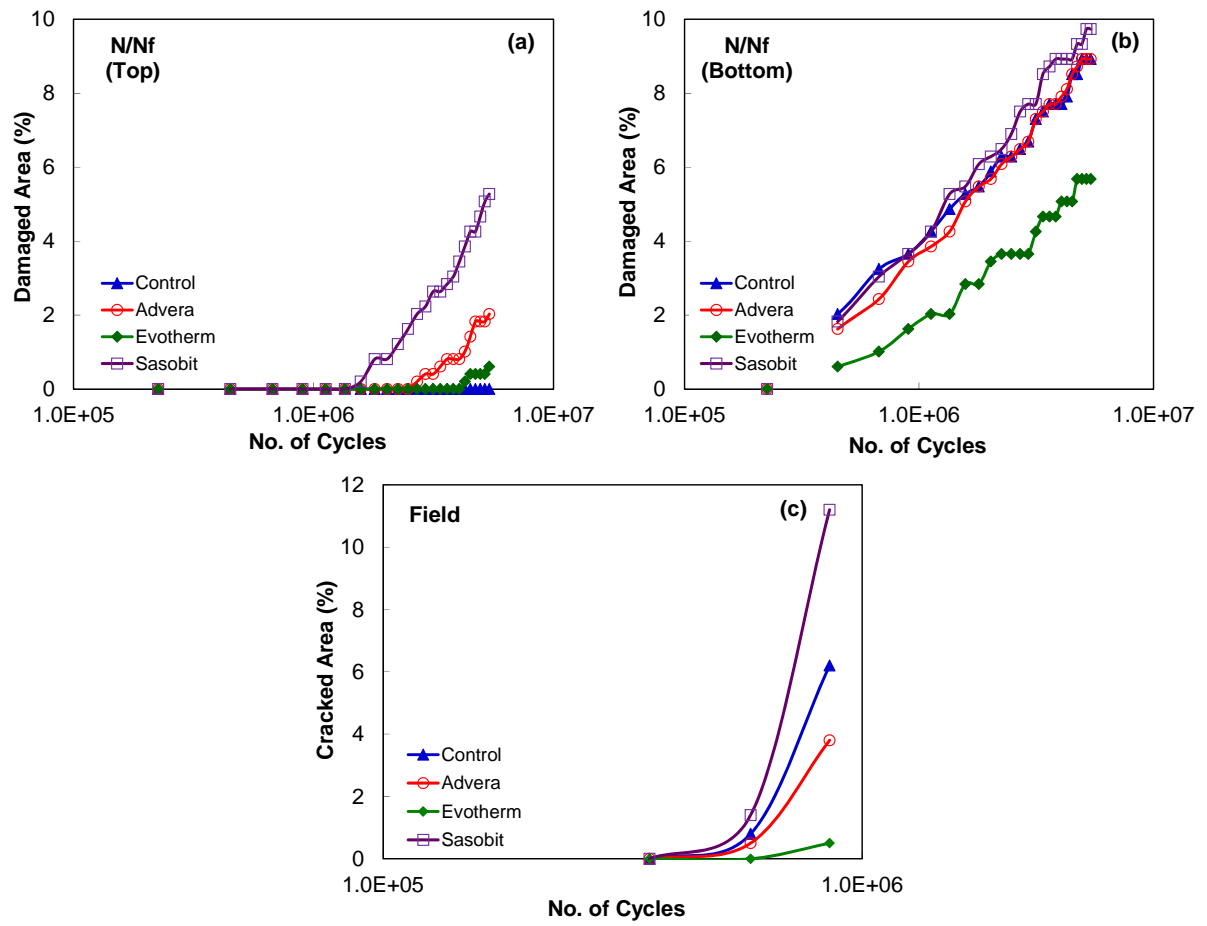 N/Nf
(Top)
(a)
Damaged Area (%)
10
8
6
4
2
0
Control
Advera
Evotherm
Sasobit
1.0E+05
1.0E+06
1.0E+07
No. of Cycles
N/Nf
(Bottom)
(b)
Damaged Area (%)
10
8
6
4
2
0
Control
Advera
Evotherm
Sasobit
1.0E+05
1.0E+06
1.0E+07
No. of Cycles
Field
(c)
Cracked Area (%)
12
10
8
6
4
2
0
Control
Advera
Evotherm
Sasobit
1.0E+05
1.0E+06
No. of Cycles